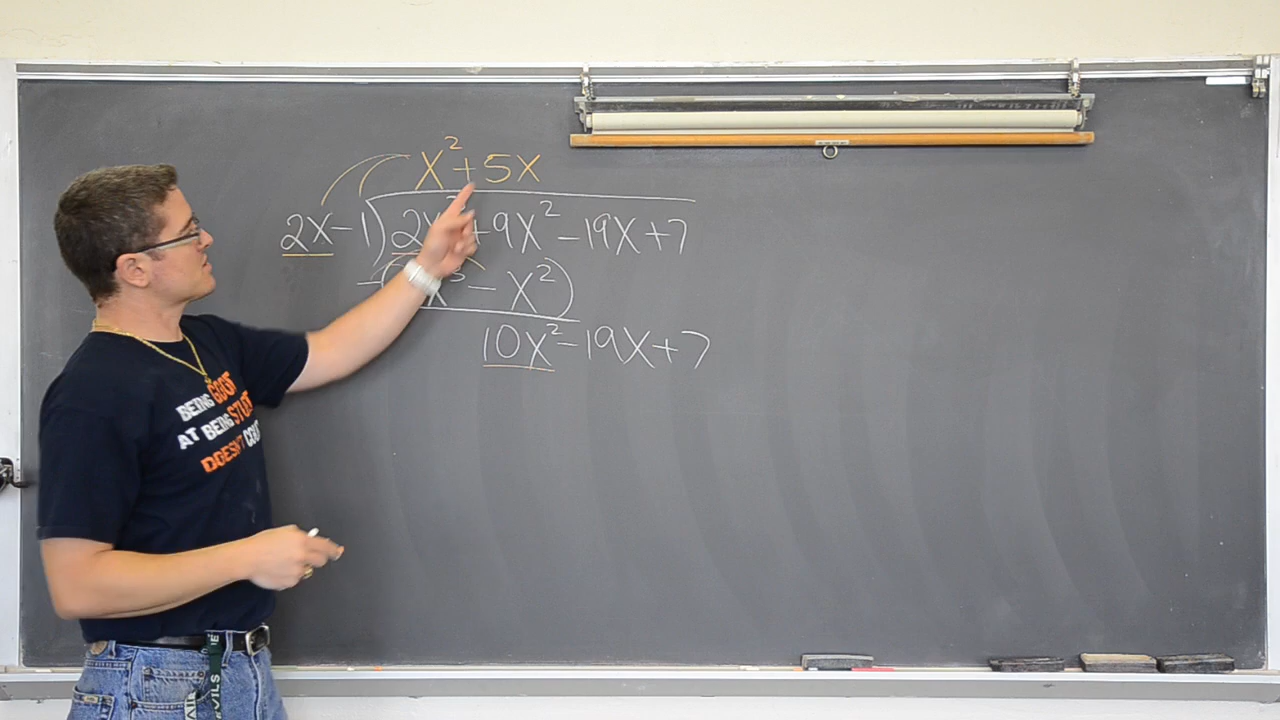 x² + 5x
2x - 1) 2x³ + 9x² - 19x + 7
-(2x³ - x²)
10x² - 19x + 7
BEING
AT BEING
DOESN'T